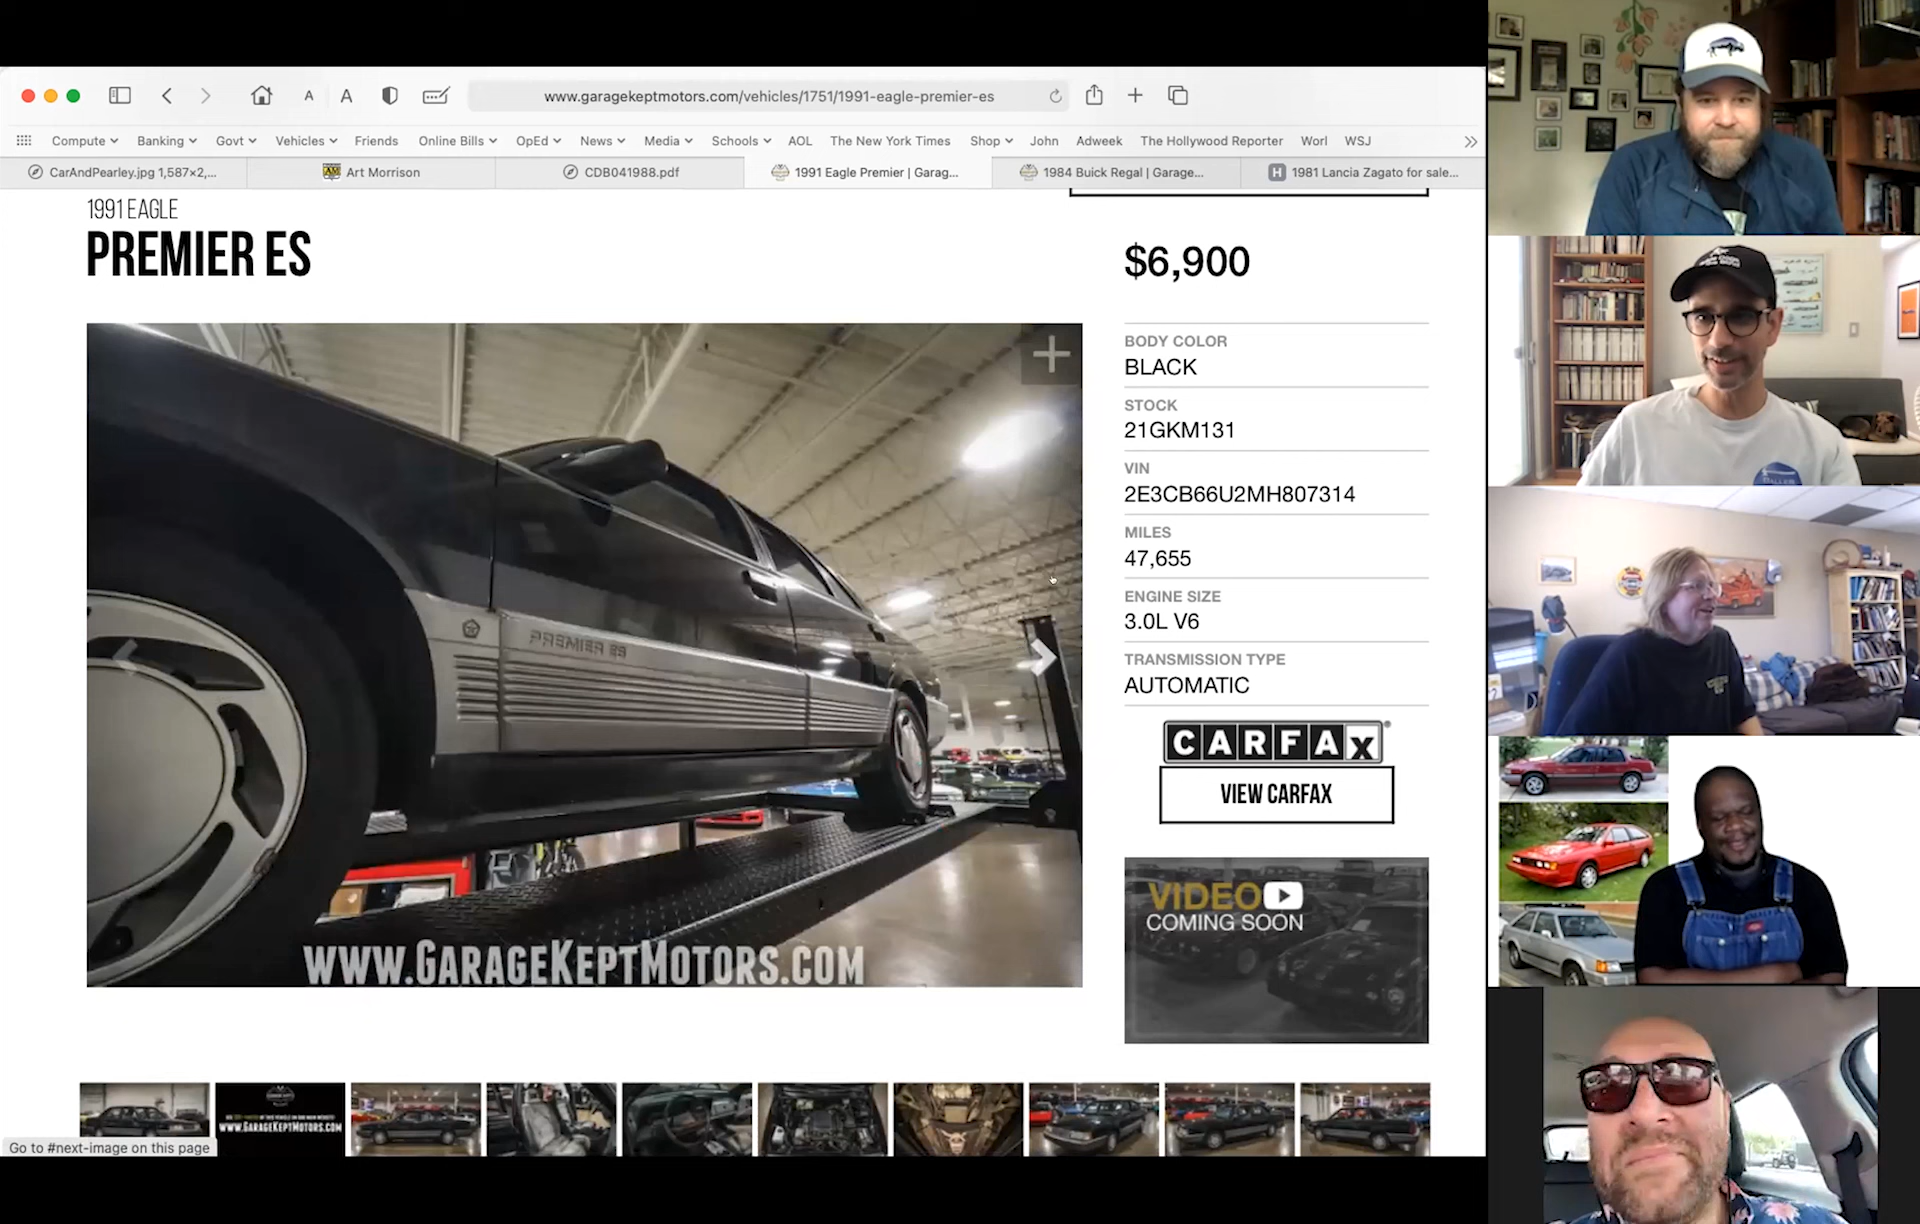 www.garagekeptmotors.com/vehicles/1751/1991-eagle-premier-es
Compute Banking Govt Vehicles Friends Online Bills OpEd News Media Schools AOL The New York Times Shop John Adweek The Hollywood Reporter Worl WSJ
CarAndPearley.jpg 1,587×2,... Art Morrison CDB041988.pdf 1991 Eagle Premier | Garag... 1984 Buick Regal | Garage... 1981 Lancia Zagato for sale...
1991 EAGLE
PREMIER ES
$6,900
BODY COLOR
BLACK
STOCK
21GKM131
VIN
2E3CB66U2MH807314
MILES
47,655
ENGINE SIZE
3.0L V6
TRANSMISSION TYPE
AUTOMATIC
CARFAX
VIEW CARFAX
VIDEO
COMING SOON
PREMIER ES
WWW.GARAGEKEPTMOTORS.COM
WWW.GARAGEKEPTMOTORS.COM
Go to #next-image on this page